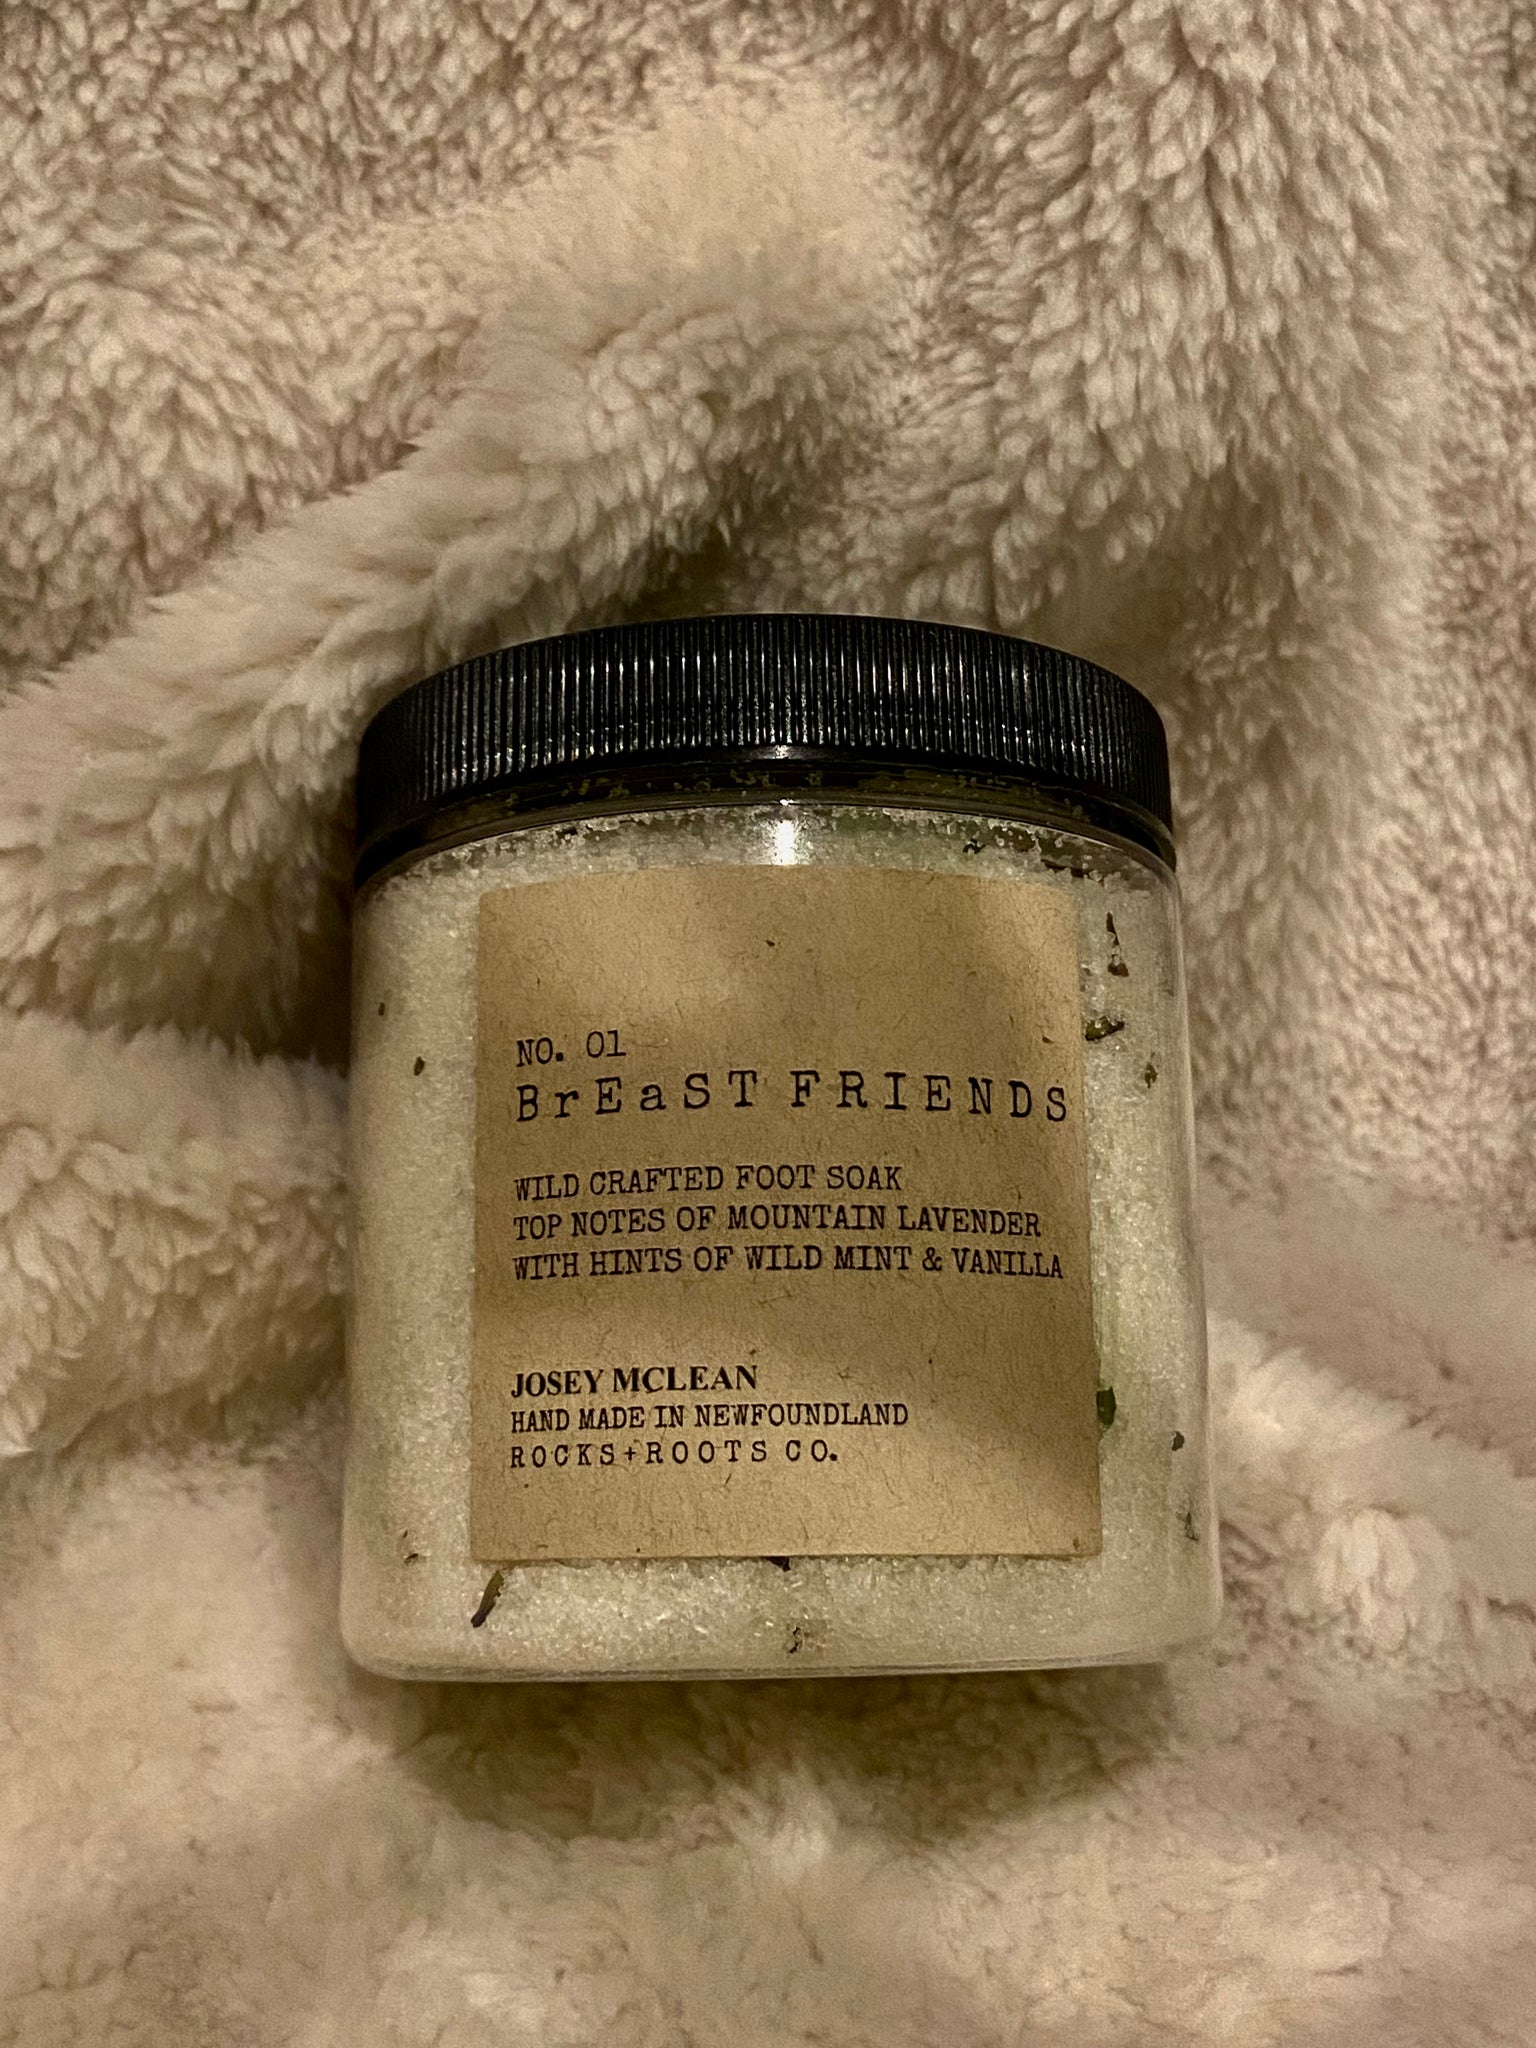 NO. 01
BrEaST FRIENDS
WILD CRAFTED FOOT SOAK
TOP NOTES OF MOUNTAIN LAVENDER
WITH HINTS OF WILD MINT & VANILLA
JOSEY MCLEAN
HAND MADE IN NEWFOUNDLAND
ROCKS+ROOTS CO.